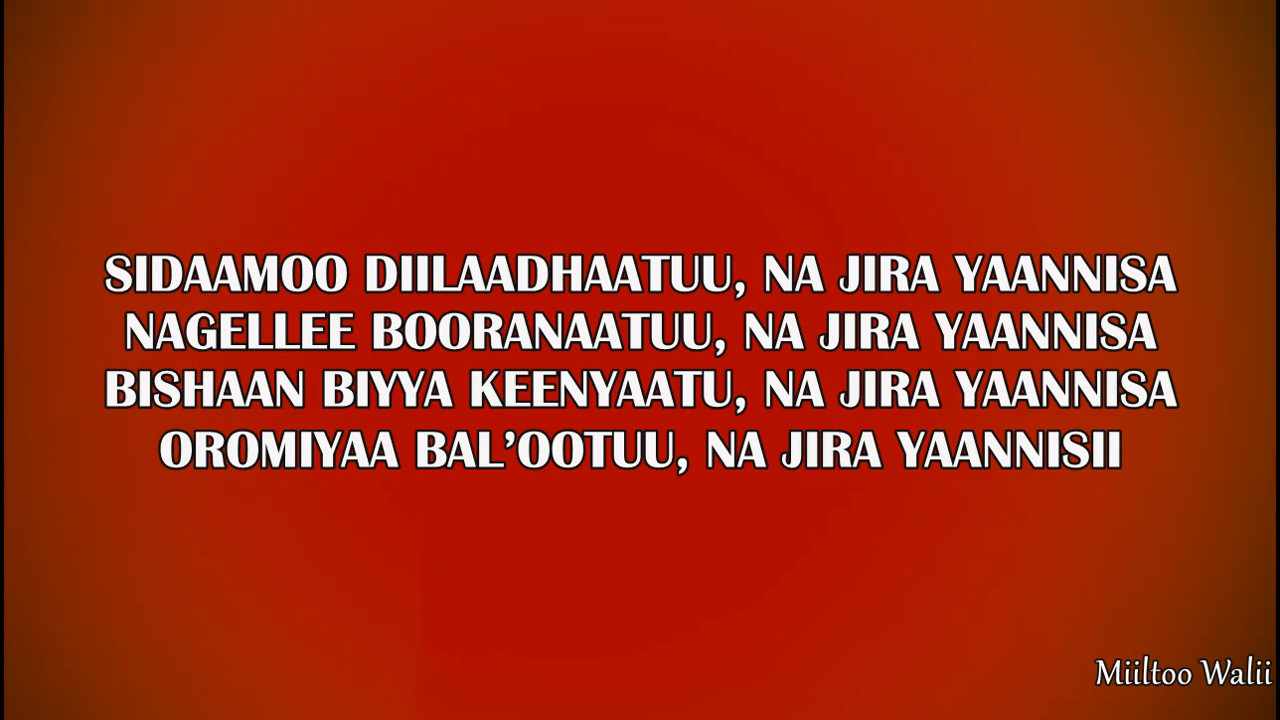 SIDAAMOO DIILAADHAATUU, NA JIRA YAANNISA
NAGELLEE BOORANAATUU, NA JIRA YAANNISA
BISHAAN BIYYA KEENYAATU, NA JIRA YAANNISA
OROMIYAA BAL’OOTUU, NA JIRA YAANNISII
Miiltoo Walii